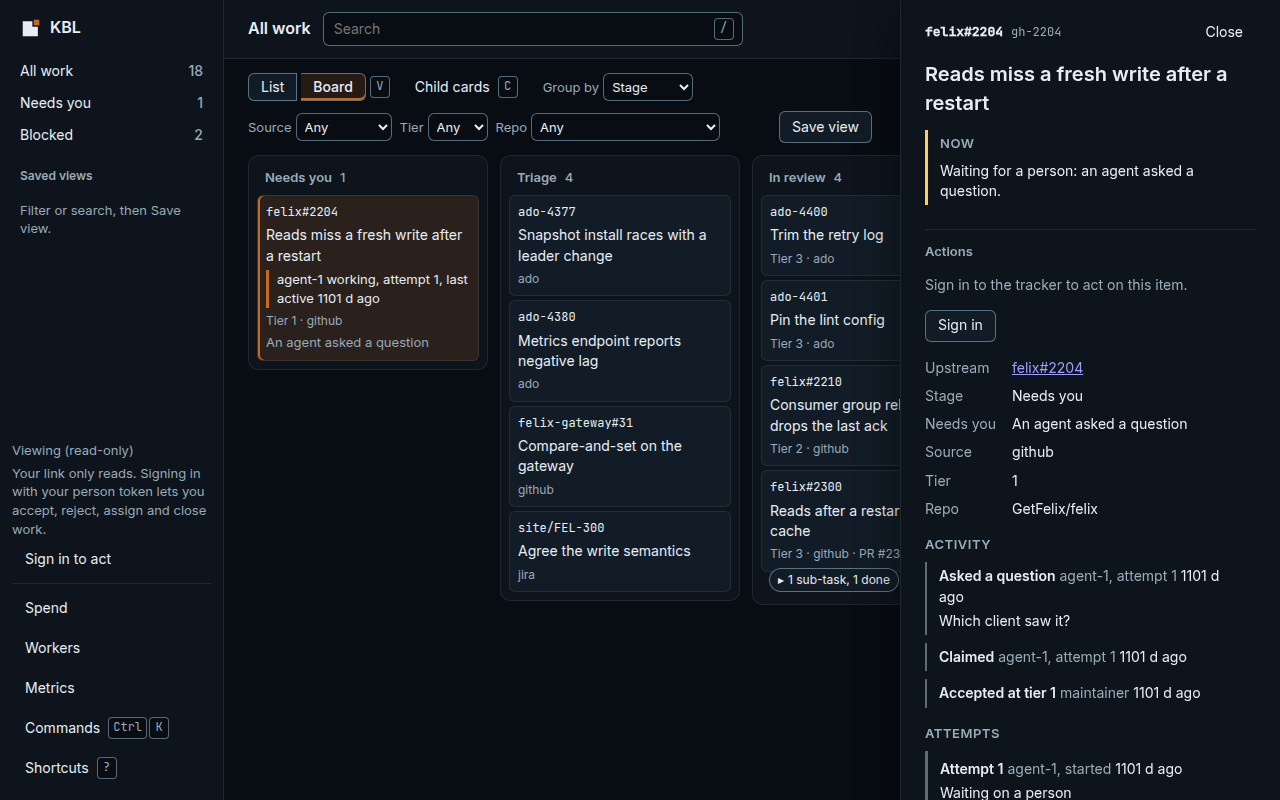 KBL
All work 18
Needs you 1
Blocked 2
Saved views
Filter or search, then Save
view.
Viewing (read-only)
Your link only reads. Signing in
with your person token lets you
accept, reject, assign and close
work.
Sign in to act
Spend
Workers
Metrics
Commands Ctrl K
Shortcuts ?
All work Search /
List Board V Child cards C Group by Stage
Source Any Tier Any Repo Any Save view
Needs you 1
felix#2204
Reads miss a fresh write after
a restart
agent-1 working, attempt 1, last
active 1101 d ago
Tier 1 · github
An agent asked a question
Triage 4
ado-4377
Snapshot install races with a
leader change
ado
ado-4380
Metrics endpoint reports
negative lag
ado
felix-gateway#31
Compare-and-set on the
gateway
github
site/FEL-300
Agree the write semantics
jira
In review 4
ado-4400
Trim the retry log
Tier 3 · ado
ado-4401
Pin the lint config
Tier 3 · ado
felix#2210
Consumer group
drops the last ack
Tier 2 · github
felix#2300
Reads after a
cache
Tier 3 · github · PR #23
▸ 1 sub-task, 1 done
felix#2204 gh-2204 Close
Reads miss a fresh write after a
restart
NOW
Waiting for a person: an agent asked a
question.
Actions
Sign in to the tracker to act on this item.
Sign in
Upstream felix#2204
Stage Needs you
Needs you An agent asked a question
Source github
Tier 1
Repo GetFelix/felix
ACTIVITY
Asked a question agent-1, attempt 1 1101 d
ago
Which client saw it?
Claimed agent-1, attempt 1 1101 d ago
Accepted at tier 1 maintainer 1101 d ago
ATTEMPTS
Attempt 1 agent-1, started 1101 d ago
Waiting on a person